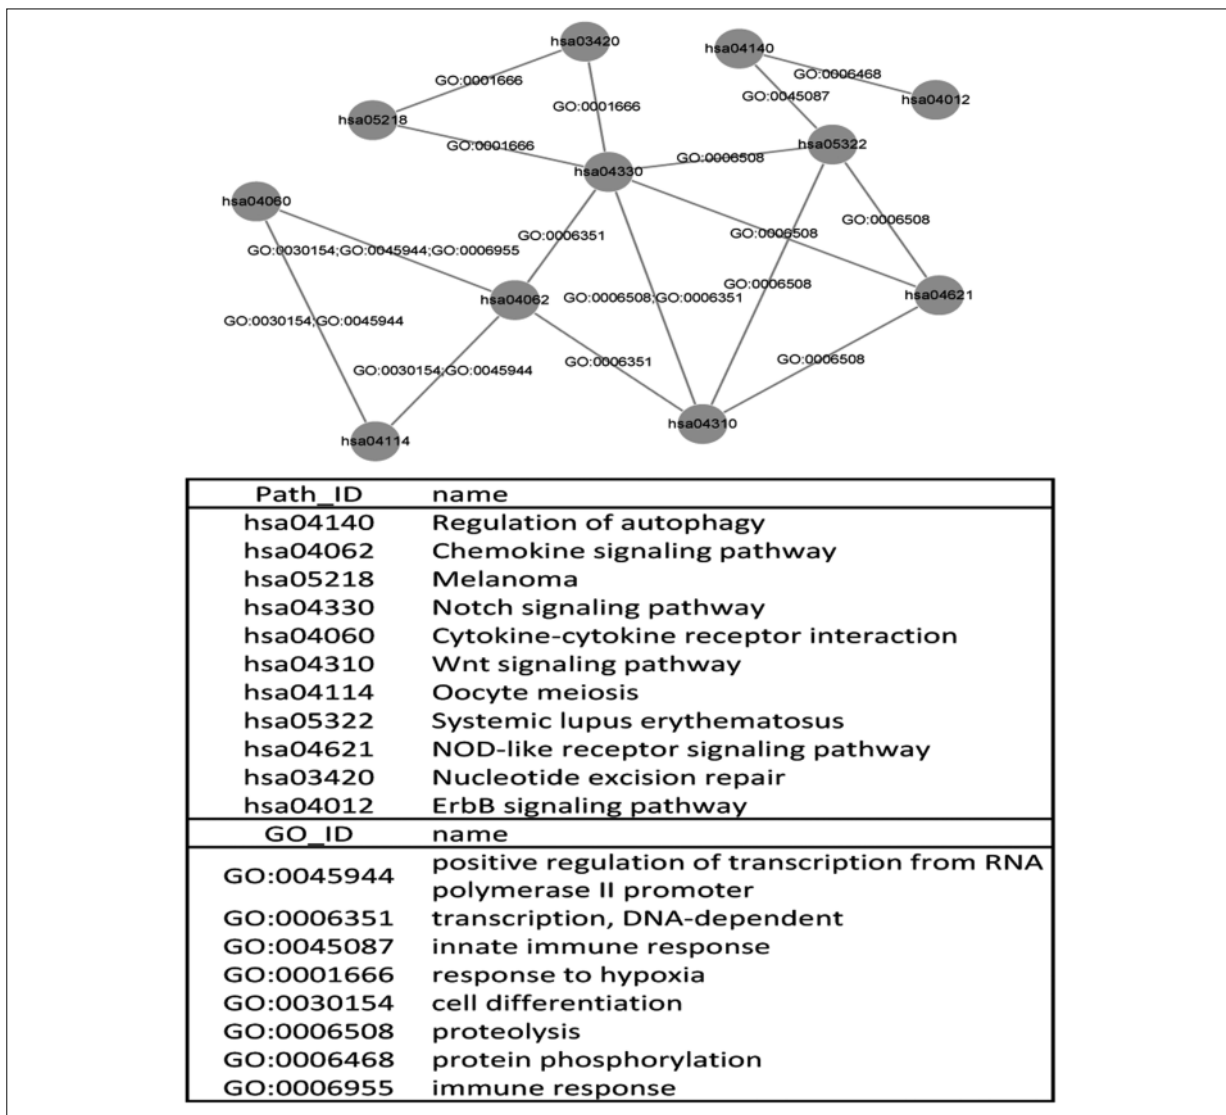 hsa03420
hsa04140
GO:0006468
GO:0001666
GO:0045087
hsa04012
GO:0001666
hsa05218
hsa05322
GO:0001666
GO:0006508
hsa04330
hsa04060
GO:0006508
GO:0006351
GO:0006508
GO:0030154;GO:0045944;GO:0006955
GO:0006508
hsa04621
GO:0006508;GO:0006351
hsa04062
GO:0030154;GO:0045944
GO:0006508
GO:0006351
GO:0030154;GO:0045944
hsa04310
hsa04114
Path_ID name
hsa04140 Regulation of autophagy
hsa04062 Chemokine signaling pathway
hsa05218 Melanoma
hsa04330 Notch signaling pathway
hsa04060 Cytokine-cytokine receptor interaction
hsa04310 Wnt signaling pathway
hsa04114 Oocyte meiosis
hsa05322 Systemic lupus erythematosus
hsa04621 NOD-like receptor signaling pathway
hsa03420 Nucleotide excision repair
hsa04012 ErbB signaling pathway
GO_ID name
GO:0045944 positive regulation of transcription from RNA
polymerase II promoter
GO:0006351 transcription, DNA-dependent
GO:0045087 innate immune response
GO:0001666 response to hypoxia
GO:0030154 cell differentiation
GO:0006508 proteolysis
GO:0006468 protein phosphorylation
GO:0006955 immune response